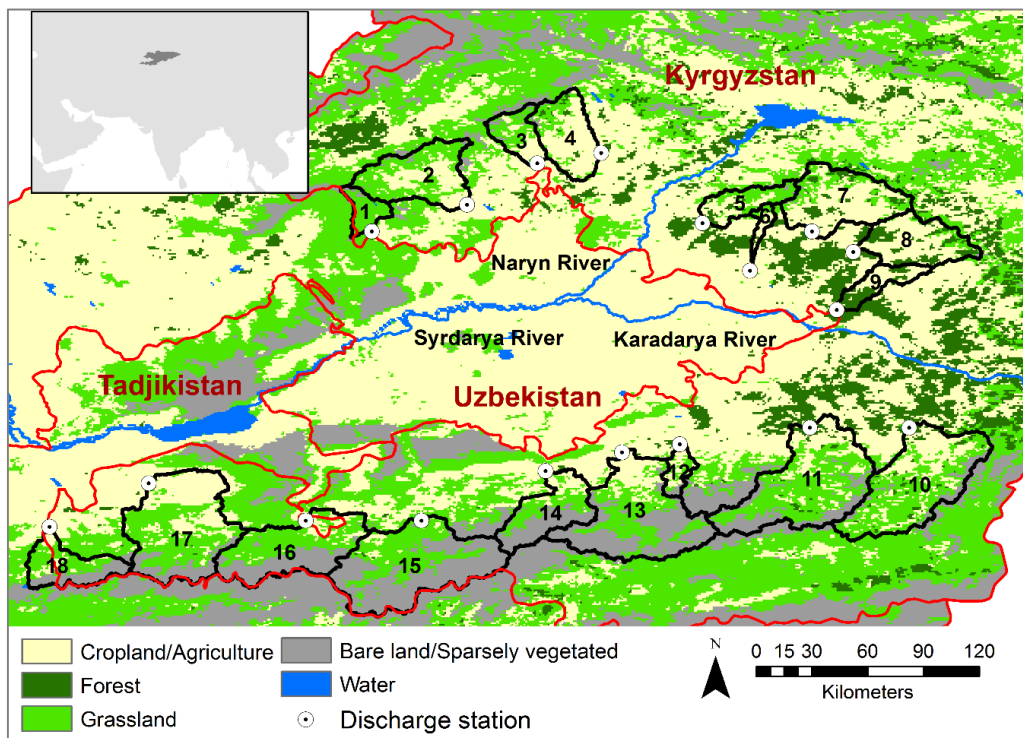 Kyrgyzstan
3
4
2
1
5
6
7
8
9
Naryn River
Syrdarya River
Karadarya River
Tadjikistan
Uzbekistan
12
11
10
14
13
17
16
15
18
Cropland/Agriculture
Forest
Grassland
Bare land/Sparsely vegetated
Water
Discharge station
N
0 15 30 60 90 120
Kilometers